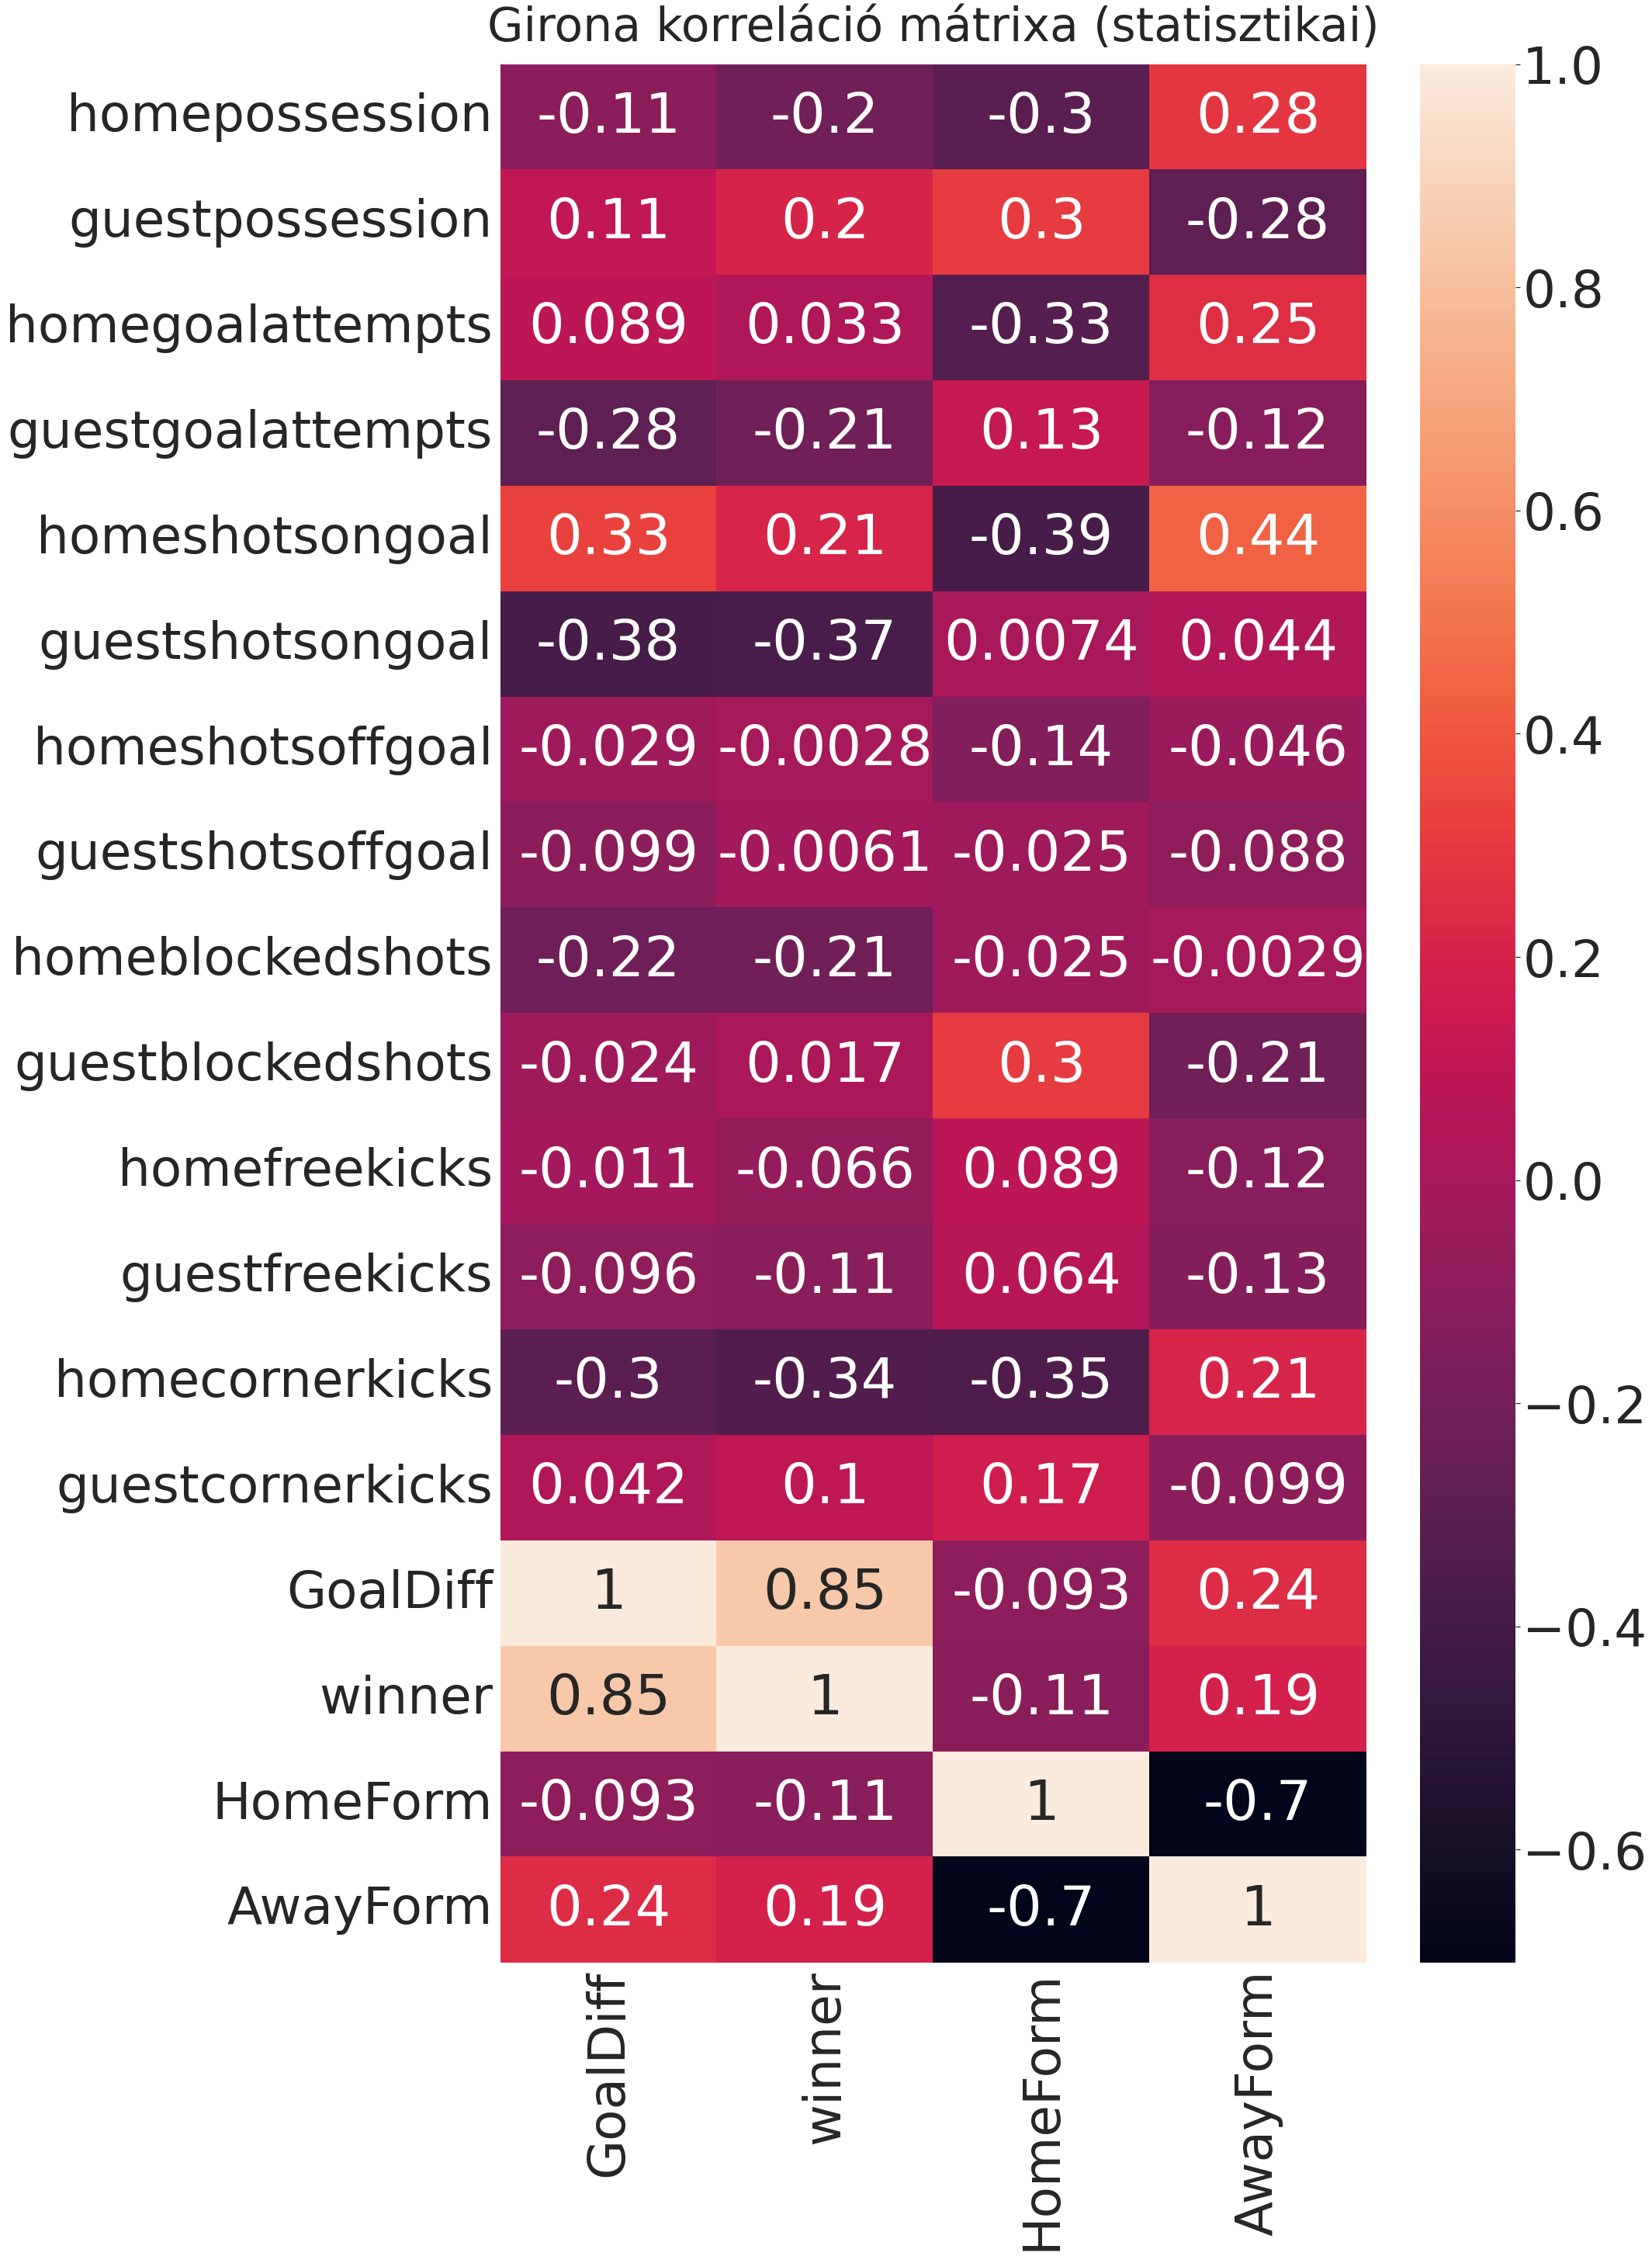 Girona korreláció mátrixa (statisztikai)
homepossession -0.11 -0.2 -0.3 0.28
guestpossession 0.11 0.2 0.3 -0.28
homegoalattempts 0.089 0.033 -0.33 0.25
guestgoalattempts -0.28 -0.21 0.13 -0.12
homeshotsongoal 0.33 0.21 -0.39 0.44
guestshotsongoal -0.38 -0.37 0.0074 0.044
homeshotsoffgoal -0.029 -0.0028 -0.14 -0.046
guestshotsoffgoal -0.099 -0.0061 -0.025 -0.088
homeblockedshots -0.22 -0.21 -0.025 -0.0029
guestblockedshots -0.024 0.017 0.3 -0.21
homefreekicks -0.011 -0.066 0.089 -0.12
guestfreekicks -0.096 -0.11 0.064 -0.13
homecornerkicks -0.3 -0.34 -0.35 0.21
guestcornerkicks 0.042 0.1 0.17 -0.099
GoalDiff 1 0.85 -0.093 0.24
winner 0.85 1 -0.11 0.19
HomeForm -0.093 -0.11 1 -0.7
AwayForm 0.24 0.19 -0.7 1
GoalDiff
winner
HomeForm
AwayForm
1.0
0.8
0.6
0.4
0.2
0.0
−0.2
−0.4
−0.6